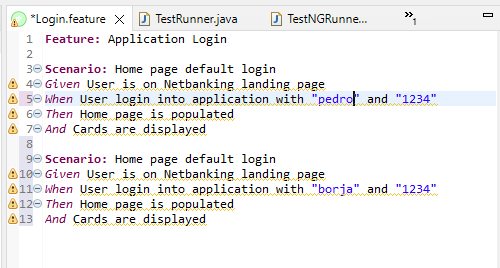 *Login.feature TestRunner.java TestNGRunne... »1
1 Feature: Application Login
2
3 Scenario: Home page default login
4 Given User is on Netbanking landing page
5 When User login into application with "pedro" and "1234"
6 Then Home page is populated
7 And Cards are displayed
8
9 Scenario: Home page default login
10 Given User is on Netbanking landing page
11 When User login into application with "borja" and "1234"
12 Then Home page is populated
13 And Cards are displayed